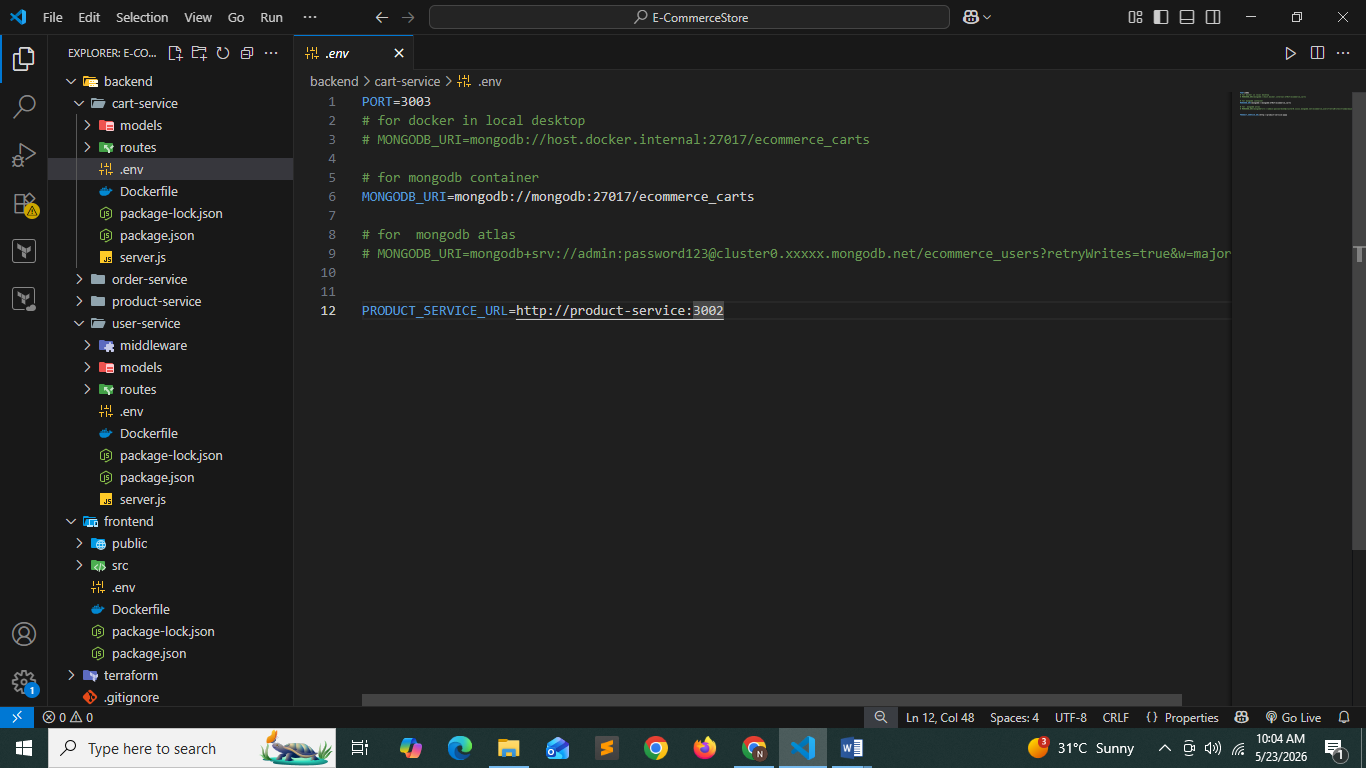 File Edit Selection View Go Run ··· E-CommerceStore
EXPLORER: E-CO... ···
.env
backend > cart-service > .env
backend
cart-service
models
routes
.env
Dockerfile
package-lock.json
package.json
server.js
order-service
product-service
user-service
middleware
models
routes
.env
Dockerfile
package-lock.json
package.json
server.js
frontend
public
src
.env
Dockerfile
package-lock.json
package.json
terraform
.gitignore
1 PORT=3003
2 # for docker in local desktop
3 # MONGODB_URI=mongodb://host.docker.internal:27017/ecommerce_carts
4
5 # for mongodb container
6 MONGODB_URI=mongodb://mongodb:27017/ecommerce_carts
7
8 # for  mongodb atlas
9 # MONGODB_URI=mongodb+srv://admin:password123@cluster0.xxxxx.mongodb.net/ecommerce_users?retryWrites=true&w=major
10
11
12 PRODUCT_SERVICE_URL=http://product-service:3002
1
0 0 Ln 12, Col 48 Spaces: 4 UTF-8 CRLF {} Properties Go Live
Type here to search
31°C Sunny
10:04 AM
5/23/2026
1